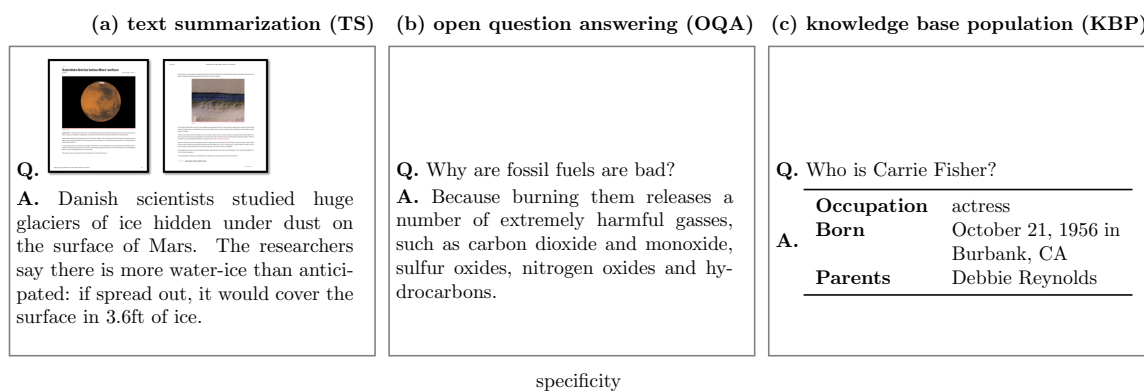 (a) text summarization (TS)
(b) open question answering (OQA)
(c) knowledge base population (KBP)
Q.
A. Danish scientists studied huge
glaciers of ice hidden under dust on
the surface of Mars. The researchers
say there is more water-ice than antici-
pated: if spread out, it would cover the
surface in 3.6ft of ice.
Q. Why are fossil fuels are bad?
A. Because burning them releases a
number of extremely harmful gasses,
such as carbon dioxide and monoxide,
sulfur oxides, nitrogen oxides and hy-
drocarbons.
Q. Who is Carrie Fisher?
A.
Occupation actress
Born October 21, 1956 in
Burbank, CA
Parents Debbie Reynolds
specificity